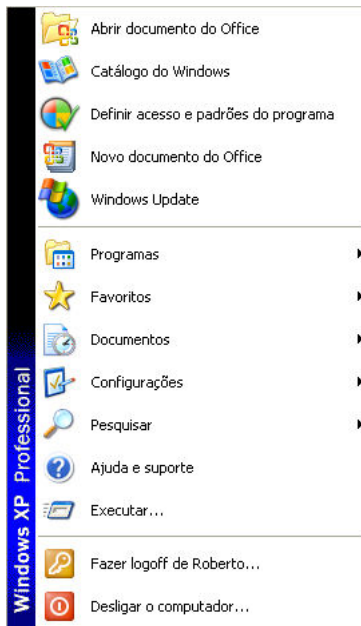 Abrir documento do Office
Catálogo do Windows
Definir acesso e padrões do programa
Novo documento do Office
Windows Update
Programas
Favoritos
Documentos
Configurações
Pesquisar
Ajuda e suporte
Executar...
Fazer logoff de Roberto...
Desligar o computador...
Windows XP Professional